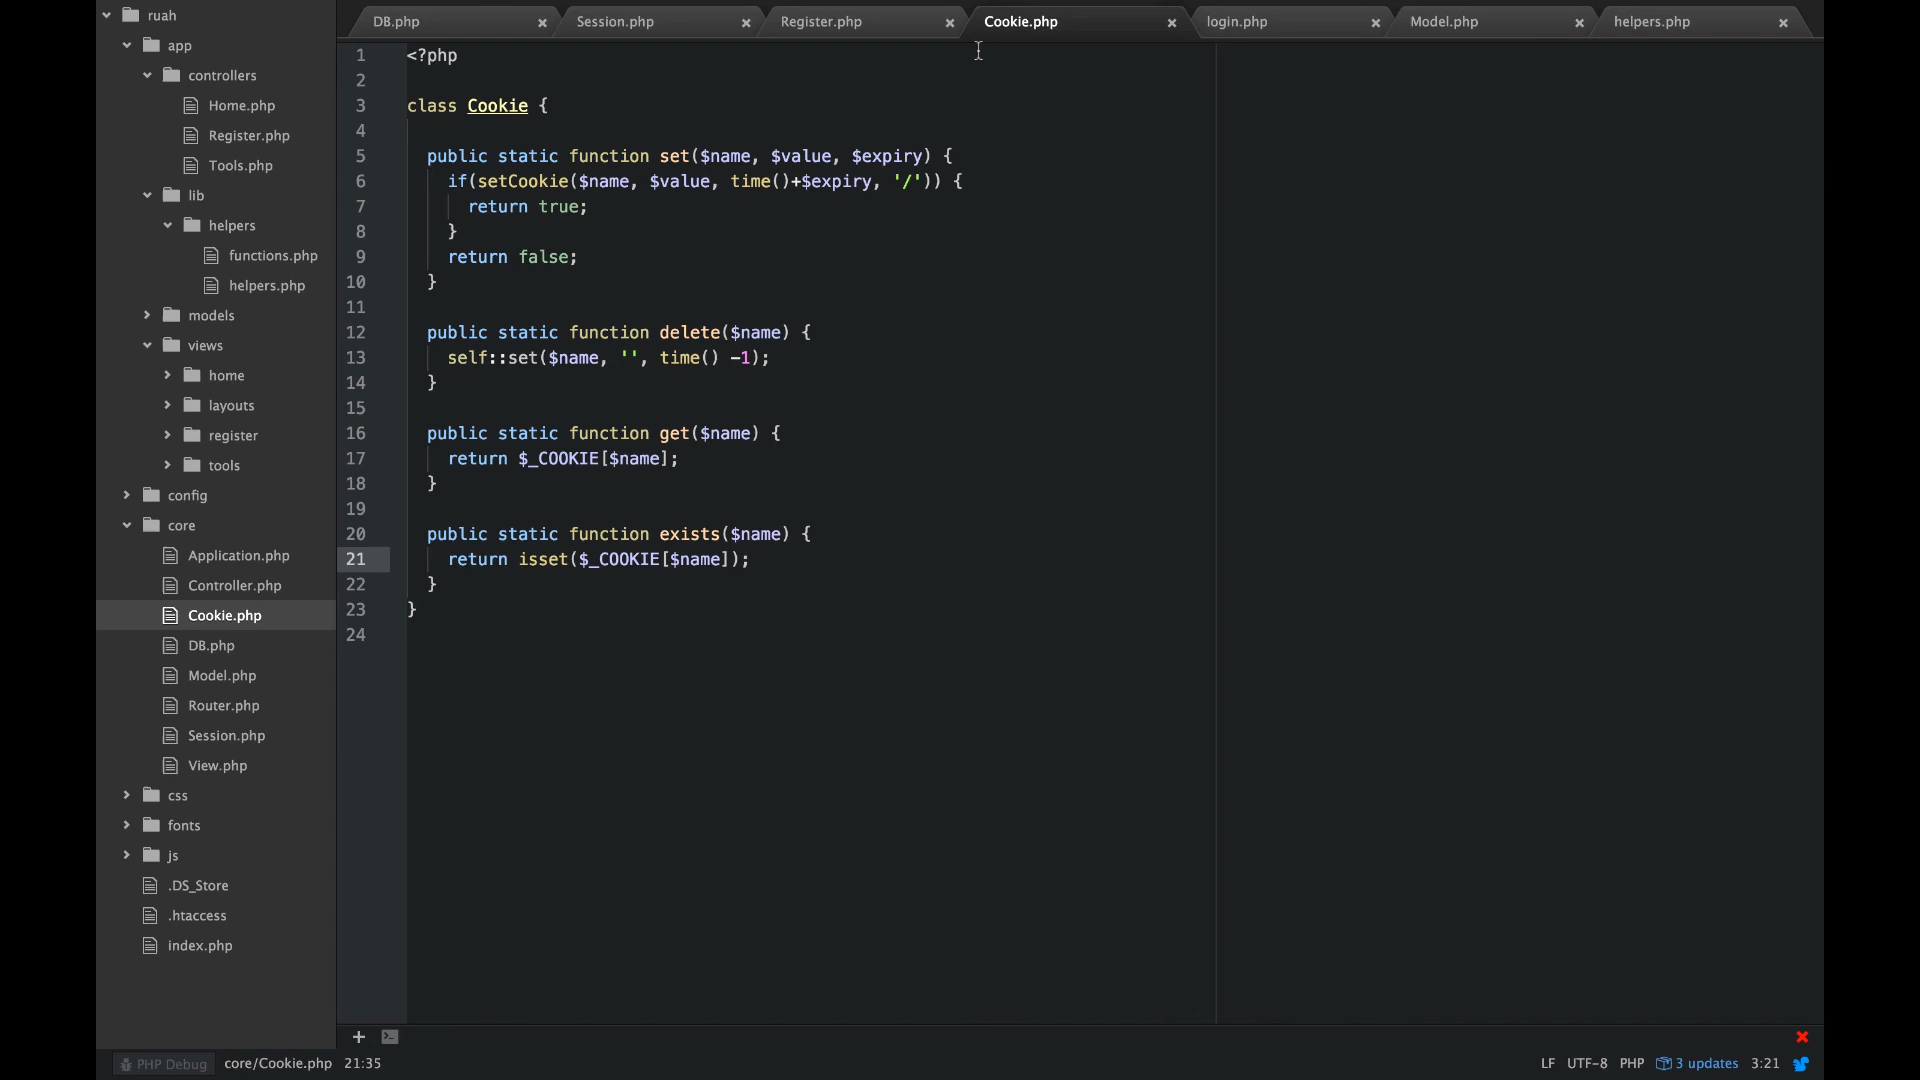 ruah
app
controllers
Home.php
Register.php
Tools.php
lib
helpers
functions.php
helpers.php
models
views
home
layouts
register
tools
config
core
Application.php
Controller.php
Cookie.php
DB.php
Model.php
Router.php
Session.php
View.php
css
fonts
js
.DS_Store
.htaccess
index.php
DB.php × Session.php × Register.php × Cookie.php × login.php × Model.php × helpers.php ×
1 <?php
2
3 class Cookie {
4
5   public static function set($name, $value, $expiry) {
6     if(setCookie($name, $value, time()+$expiry, '/')) {
7       return true;
8     }
9     return false;
10   }
11
12   public static function delete($name) {
13     self::set($name, '', time() -1);
14   }
15
16   public static function get($name) {
17     return $_COOKIE[$name];
18   }
19
20   public static function exists($name) {
21     return isset($_COOKIE[$name]);
22   }
23 }
24
PHP Debug core/Cookie.php 21:35 LF UTF-8 PHP 3 updates 3:21